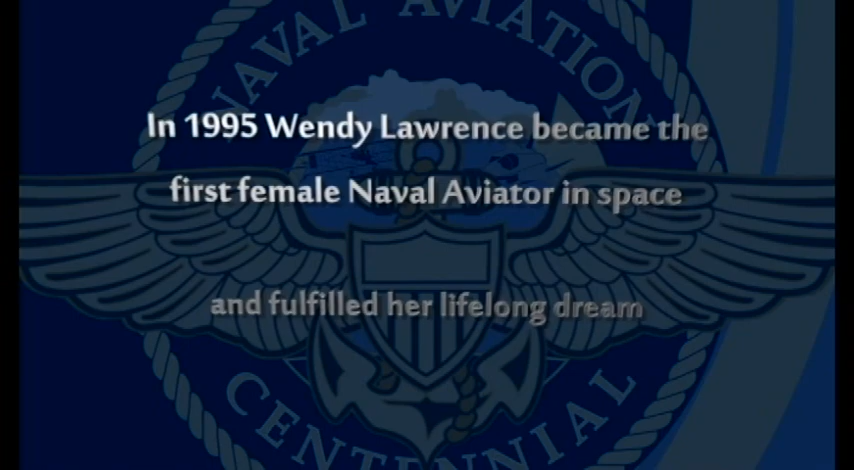 NAVAL AVIATION
In 1995 Wendy Lawrence became the
first female Naval Aviator in space
and fulfilled her lifelong dream
CENTENNIAL